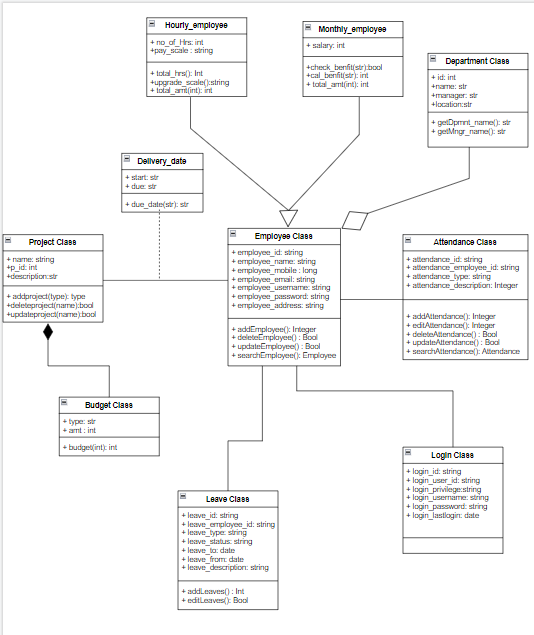 Hourly_employee
+ no_of_Hrs: int
+pay_scale : string
+ total_hrs(): Int
+upgrade_scale():string
+ total_amt(int): int
Monthly_employee
+ salary: int
+check_benfit(str):bool
+cal_benfit(str): int
+ total_amt(int): int
Department Class
+ id: int
+name: str
+manager: str
+location:str
+ getDpmnt_name(): str
+ getMngr_name(): str
Delivery_date
+ start: str
+ due: str
+ due_date(str): str
Project Class
+ name: string
+p_id: int
+description:str
+ addproject(type): type
+deleteproject(name):bool
+updateproject(name):bool
Employee Class
+ employee_id: string
+ employee_name: string
+ employee_mobile : long
+ employee_email: string
+ employee_username: string
+ employee_password: string
+ employee_address: string
+ addEmployee(): Integer
+ deleteEmployee() : Bool
+ updateEmployee() : Bool
+ searchEmployee(): Employee
Attendance Class
+ attendance_id: string
+ attendance_employee_id: string
+ attendance_type: string
+ attendance_description: Integer
+ addAttendance(): Integer
+ editAttendance(): Integer
+ deleteAttendance() : Bool
+ updateAttendance() : Bool
+ searchAttendance(): Attendance
Budget Class
+ type: str
+ amt : int
+ budget(int): int
Login Class
+ login_id: string
+ login_user_id: string
+ login_privilege:string
+ login_username: string
+ login_password: string
+ login_lastlogin: date
Leave Class
+ leave_id: string
+ leave_employee_id: string
+ leave_type: string
+ leave_status: string
+ leave_to: date
+ leave_from: date
+ leave_description: string
+ addLeaves() : Int
+ editLeaves(): Bool